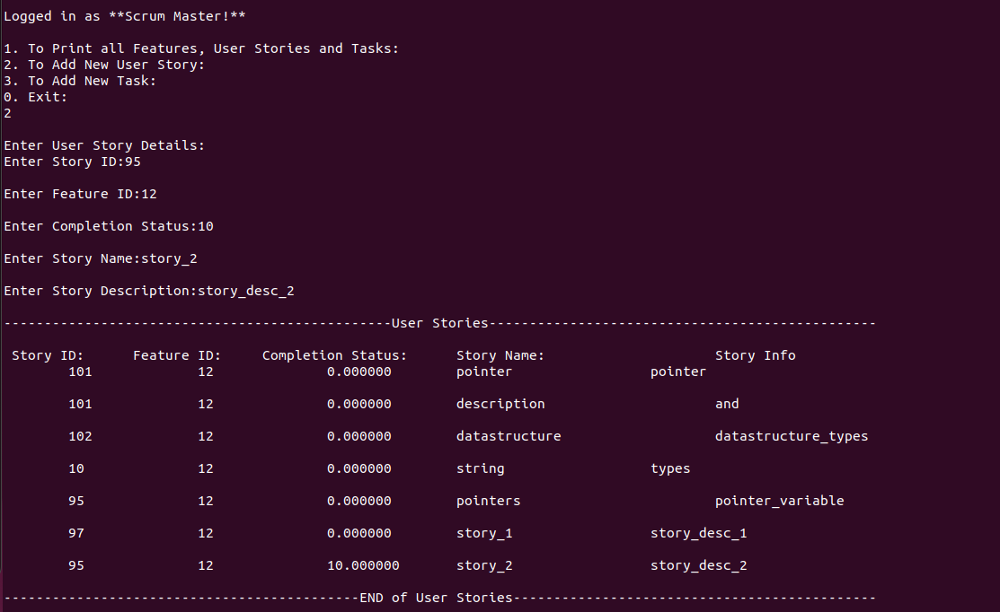 Logged in as **Scrum Master!**
1. To Print all Features, User Stories and Tasks:
2. To Add New User Story:
3. To Add New Task:
0. Exit:
2
Enter User Story Details:
Enter Story ID:95
Enter Feature ID:12
Enter Completion Status:10
Enter Story Name:story_2
Enter Story Description:story_desc_2
------------------------------------------------User Stories------------------------------------------------
Story ID: Feature ID: Completion Status: Story Name: Story Info
101 12 0.000000 pointer pointer
101 12 0.000000 description and
102 12 0.000000 datastructure datastructure_types
10 12 0.000000 string types
95 12 0.000000 pointers pointer_variable
97 12 0.000000 story_1 story_desc_1
95 12 10.000000 story_2 story_desc_2
--------------------------------------------END of User Stories---------------------------------------------